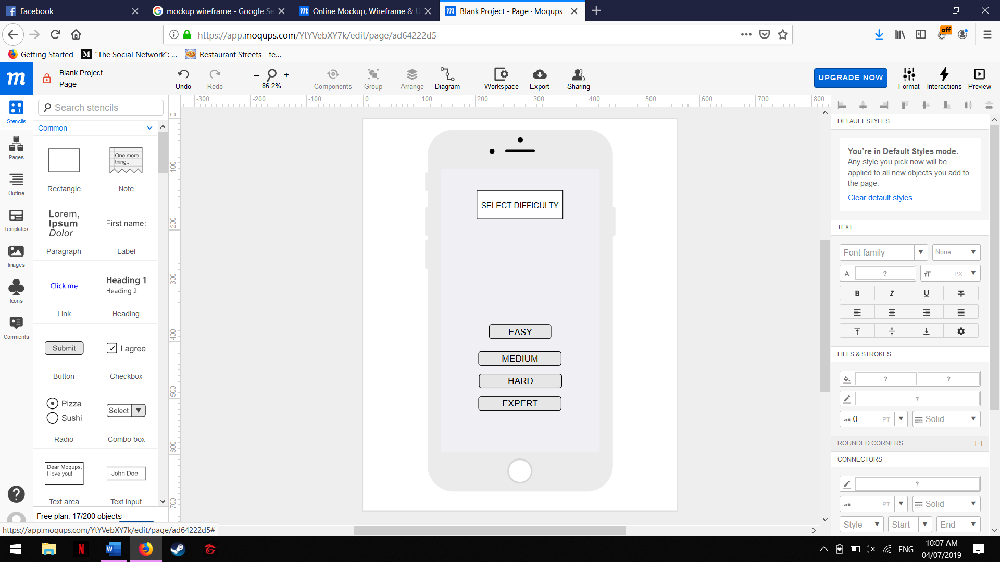 Facebook
mockup wireframe - Google Se
Online Mockup, Wireframe & U
Blank Project - Page · Moqups
https://app.moqups.com/YtYVebXY7k/edit/page/ad64222d5
off
Getting Started
"The Social Network": ...
Restaurant Streets - fe...
Blank Project
Page
Undo
Redo
86.2%
Components
Group
Arrange
Diagram
Workspace
Export
Sharing
UPGRADE NOW
Format
Interactions
Preview
Stencils
Pages
Outline
Templates
Images
Icons
Comments
Search stencils
Common
One more
thing..
Rectangle
Note
Lorem,
Ipsum
Dolor
First name:
Paragraph
Label
Click me
Heading 1
Heading 2
Link
Heading
Submit
I agree
Button
Checkbox
Pizza
Sushi
Select
Radio
Combo box
Dear Moqups,
I love you!
John Doe
Text area
Text input
Free plan: 17/200 objects
https://app.moqups.com/YtYVebXY7k/edit/page/ad64222d5#
-300 -200 -100 0 100 200 300 400 500 600 700 800
0
100
200
300
400
500
600
700
SELECT DIFFICULTY
EASY
MEDIUM
HARD
EXPERT
DEFAULT STYLES
You're in Default Styles mode.
Any style you pick now will be
applied to all new objects you add to
the page.
Clear default styles
TEXT
Font family
None
A ?
TT PX
B I U
FILLS & STROKES
? ?
?
0 PT
Solid
ROUNDED CORNERS [+]
CONNECTORS
?
PT
Solid
Style
Start
End
ENG
10:07 AM
04/07/2019